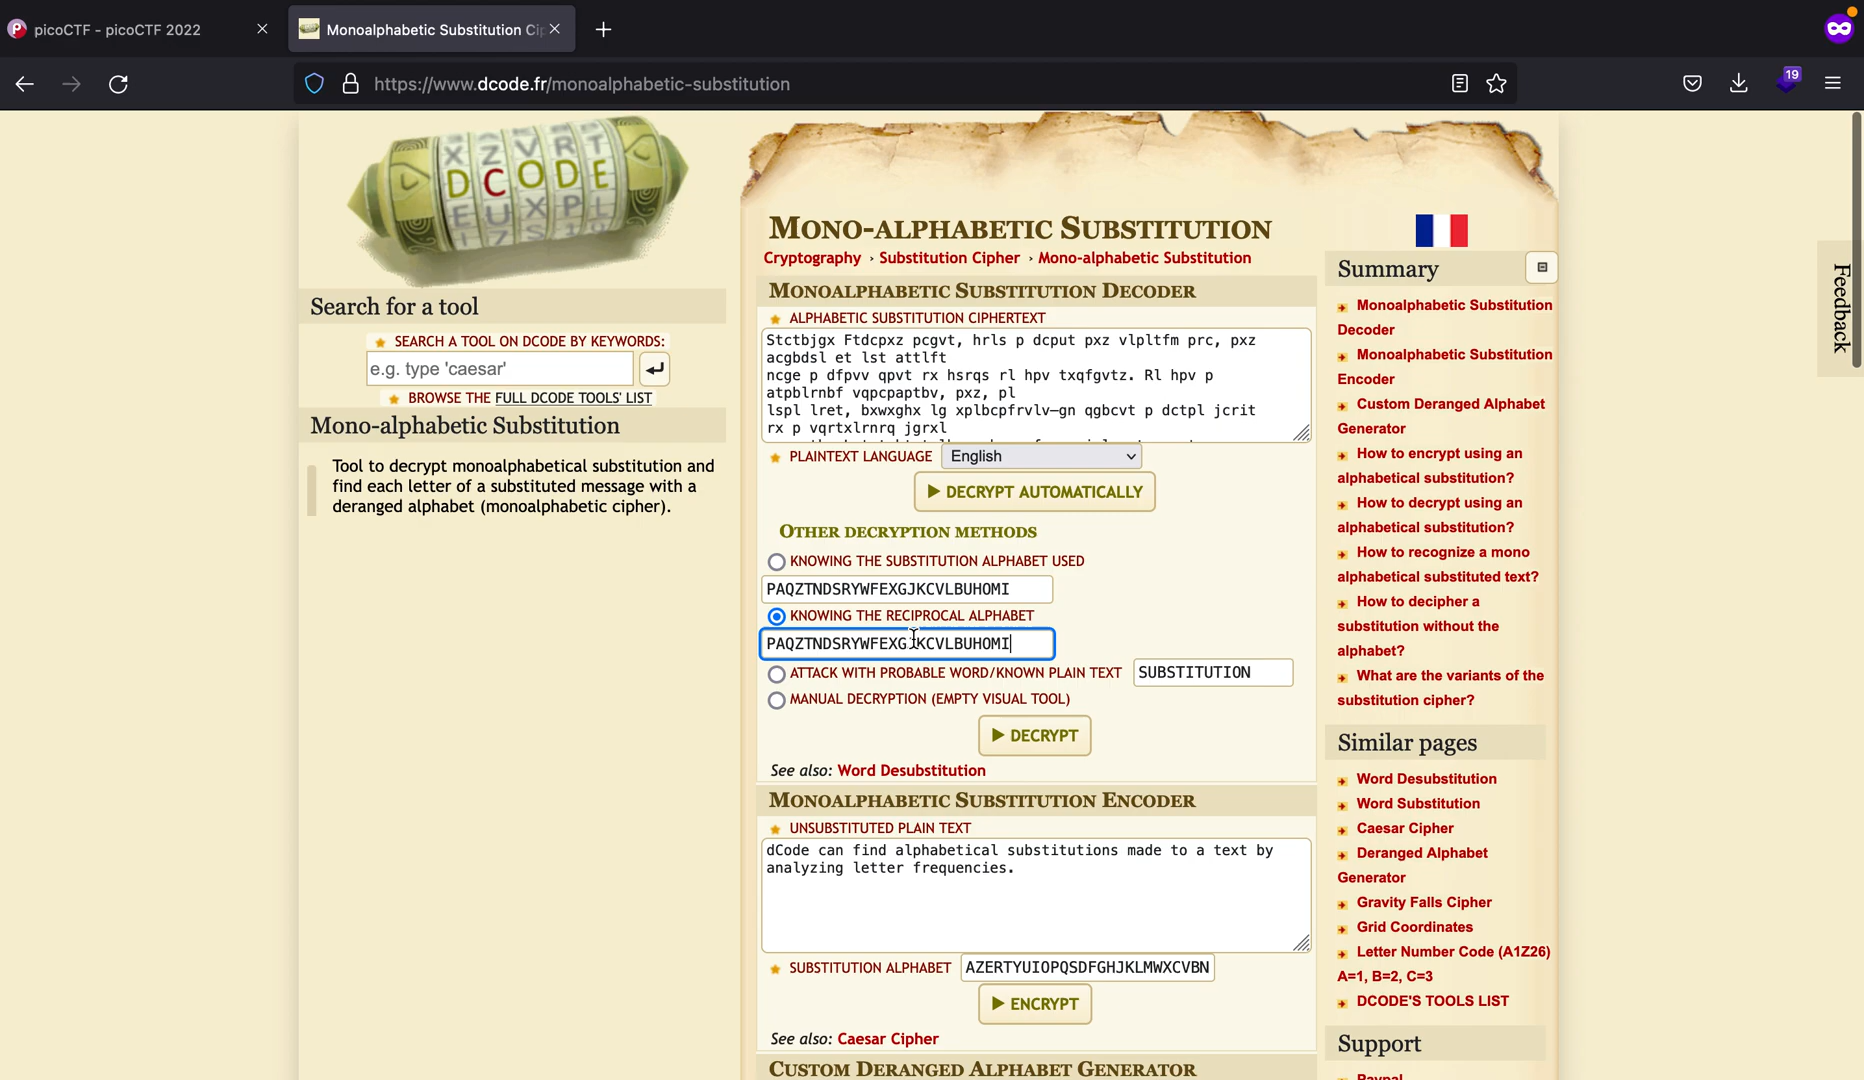 picoCTF - picoCTF 2022
Monoalphabetic Substitution Ci
https://www.dcode.fr/monoalphabetic-substitution
19
Search for a tool
SEARCH A TOOL ON DCODE BY KEYWORDS:
e.g. type 'caesar'
BROWSE THE FULL DCODE TOOLS' LIST
Mono-alphabetic Substitution
Tool to decrypt monoalphabetical substitution and
find each letter of a substituted message with a
deranged alphabet (monoalphabetic cipher).
DCODE
MONO-ALPHABETIC SUBSTITUTION
Cryptography › Substitution Cipher › Mono-alphabetic Substitution
MONOALPHABETIC SUBSTITUTION DECODER
ALPHABETIC SUBSTITUTION CIPHERTEXT
Stctbjgx Ftdcpxz pcgvt, hrls p dcput pxz vlpltfm prc, pxz
acgbdsl et lst attlft
ncge p dfpvv qpvt rx hsrqs rl hpv txqfgvtz. Rl hpv p
atpblrnbf vqpcpaptbv, pxz, pl
lspl lret, bxwxghx lg xplbcpfrvlv—gn qgbcvt p dctpl jcrit
rx p vqrtxlrnrq jgrxl
PLAINTEXT LANGUAGE English
DECRYPT AUTOMATICALLY
OTHER DECRYPTION METHODS
KNOWING THE SUBSTITUTION ALPHABET USED
PAQZTNDSRYWFEXGJKCVLBUHOMI
KNOWING THE RECIPROCAL ALPHABET
PAQZTNDSRYWFEXGJKCVLBUHOMI
ATTACK WITH PROBABLE WORD/KNOWN PLAIN TEXT SUBSTITUTION
MANUAL DECRYPTION (EMPTY VISUAL TOOL)
DECRYPT
See also: Word Desubstitution
MONOALPHABETIC SUBSTITUTION ENCODER
UNSUBSTITUTED PLAIN TEXT
dCode can find alphabetical substitutions made to a text by
analyzing letter frequencies.
SUBSTITUTION ALPHABET AZERTYUIOPQSDFGHJKLMWXCVBN
ENCRYPT
See also: Caesar Cipher
CUSTOM DERANGED ALPHABET GENERATOR
Summary
Monoalphabetic Substitution
Decoder
Monoalphabetic Substitution
Encoder
Custom Deranged Alphabet
Generator
How to encrypt using an
alphabetical substitution?
How to decrypt using an
alphabetical substitution?
How to recognize a mono
alphabetical substituted text?
How to decipher a
substitution without the
alphabet?
What are the variants of the
substitution cipher?
Similar pages
Word Desubstitution
Word Substitution
Caesar Cipher
Deranged Alphabet
Generator
Gravity Falls Cipher
Grid Coordinates
Letter Number Code (A1Z26)
A=1, B=2, C=3
DCODE'S TOOLS LIST
Support
Paypal
Feedback